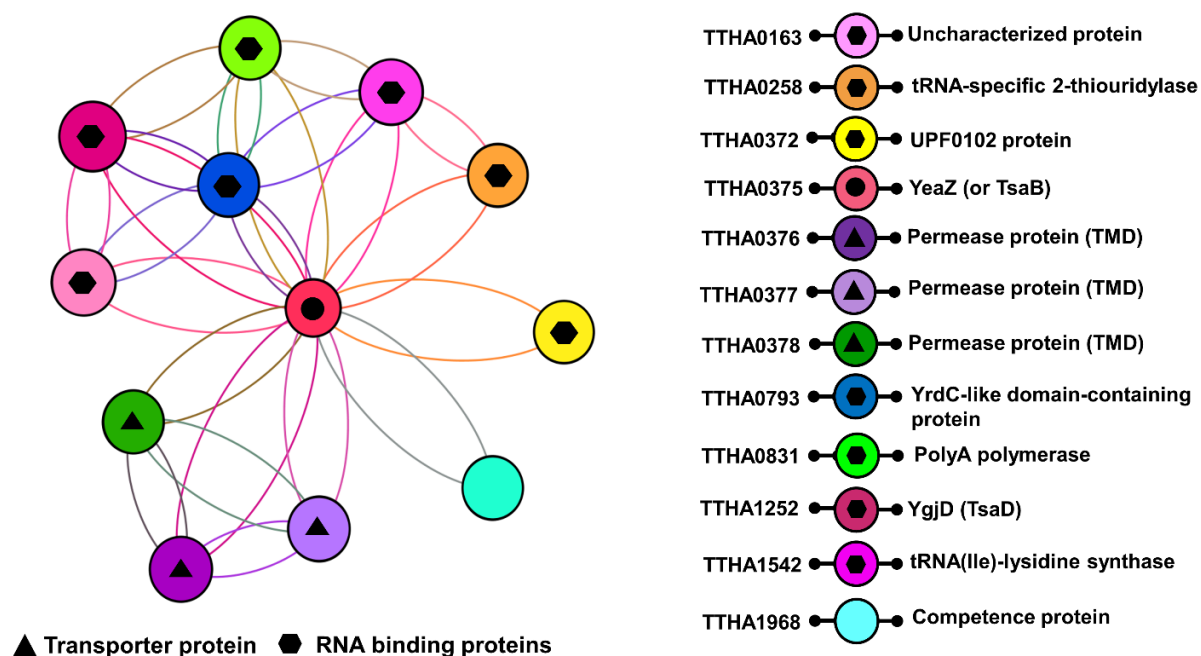 TTHA0163 Uncharacterized protein
TTHA0258 tRNA-specific 2-thiouridylase
TTHA0372 UPF0102 protein
TTHA0375 YeaZ (or TsaB)
TTHA0376 Permease protein (TMD)
TTHA0377 Permease protein (TMD)
TTHA0378 Permease protein (TMD)
TTHA0793 YrdC-like domain-containing
protein
TTHA0831 PolyA polymerase
TTHA1252 YgjD (TsaD)
TTHA1542 tRNA(Ile)-lysidine synthase
TTHA1968 Competence protein
Transporter protein RNA binding proteins